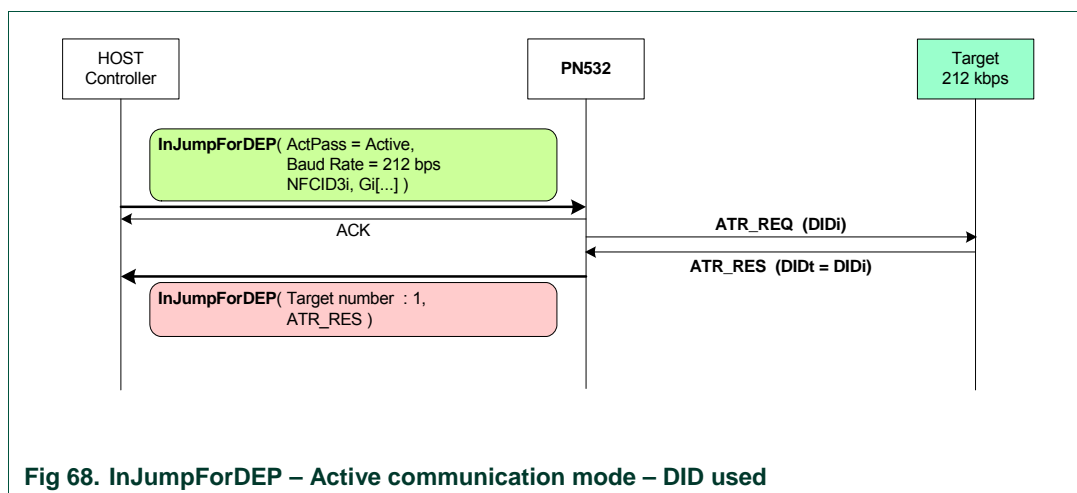 HOST
Controller
PN532
Target
212 kbps
InJumpForDEP( ActPass = Active,
Baud Rate = 212 bps
NFCID3i, Gi[...] )
ACK
ATR_REQ (DIDi)
ATR_RES (DIDt = DIDi)
InJumpForDEP( Target number : 1,
ATR_RES )
Fig 68. InJumpForDEP – Active communication mode – DID used